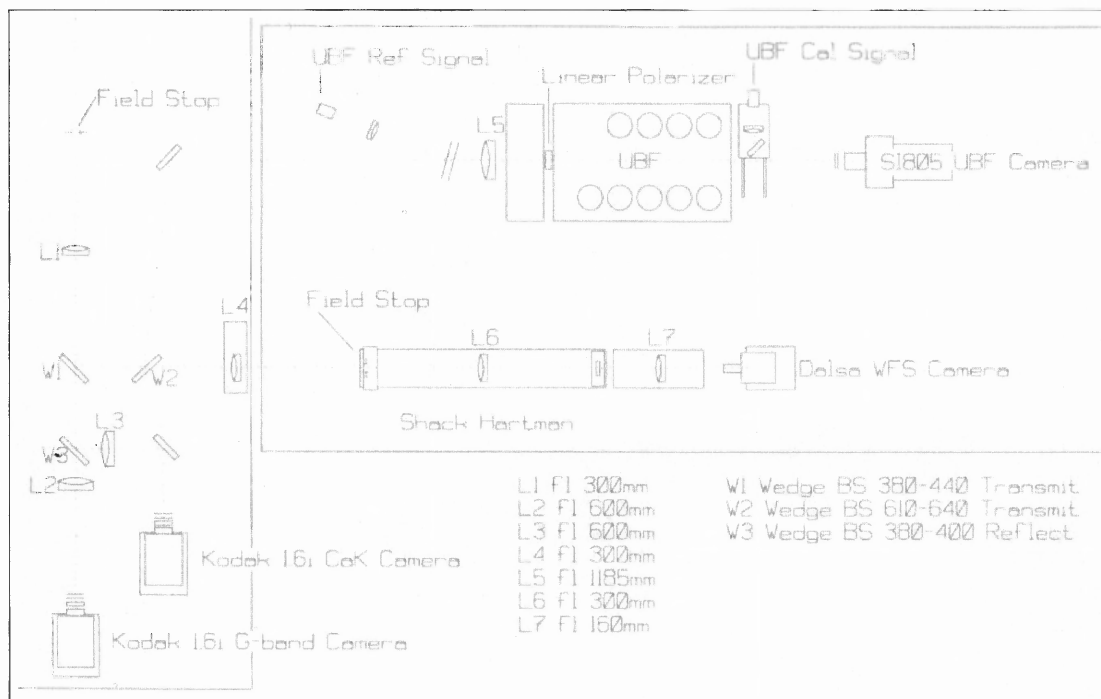 UBF Ref Signal
UBF Cal Signal
Linear Polarizer
Field Stop
L5
UBF
S1805 UBF Camera
L1
L4
Field Stop
L6
L7
W1
W2
Dalsa WFS Camera
L3
Shack Hartman
W3
L2
L1 fl 300mm
L2 fl 600mm
L3 fl 600mm
L4 fl 300mm
L5 fl 1185mm
L6 fl 300mm
L7 fl 160mm
W1 Wedge BS 380-440 Transmit
W2 Wedge BS 610-640 Transmit
W3 Wedge BS 380-400 Reflect
Kodak 1.6i CaK Camera
Kodak 1.6i G-band Camera